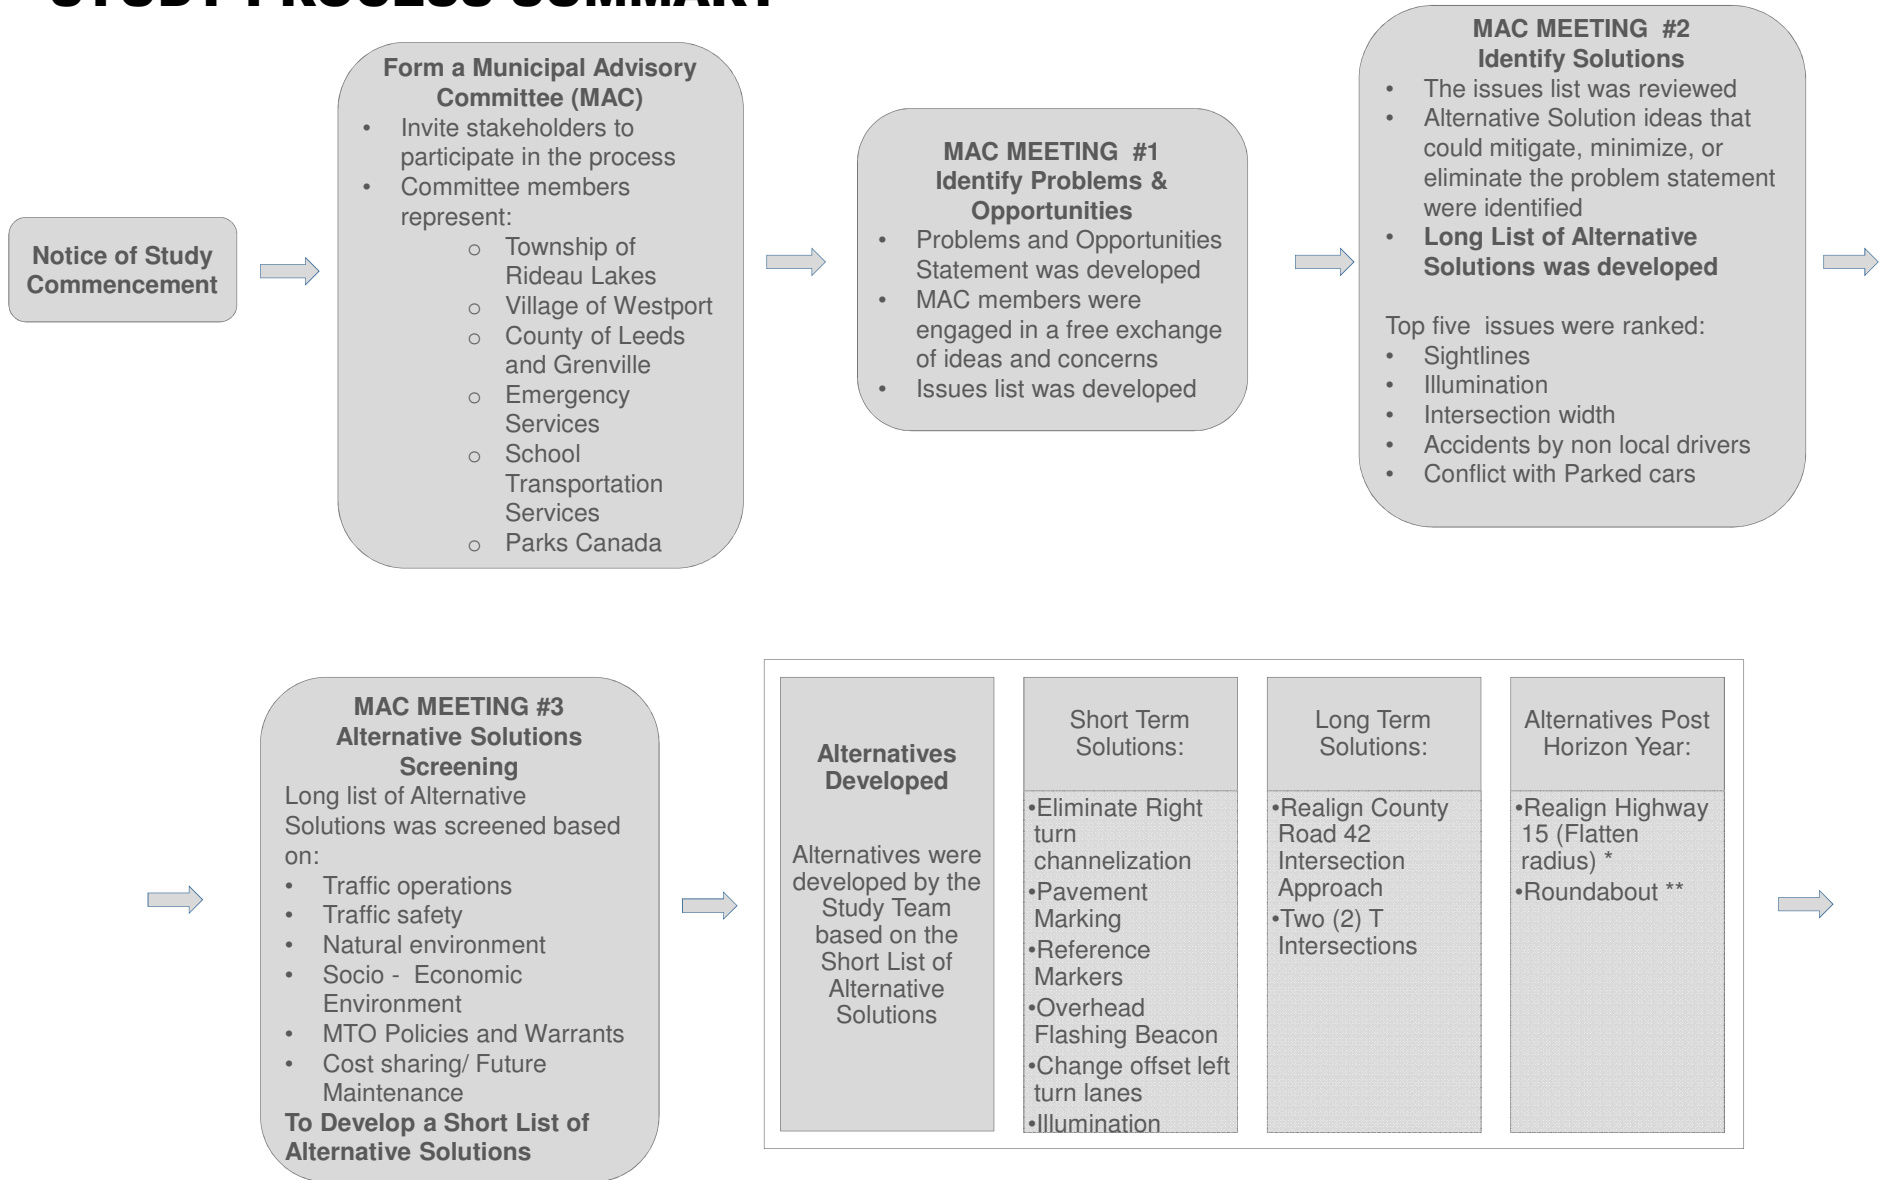 STUDY PROCESS SUMMARY
Notice of Study
Commencement
Form a Municipal Advisory
Committee (MAC)
• Invite stakeholders to
participate in the process
• Committee members
represent:
o Township of
Rideau Lakes
o Village of Westport
o County of Leeds
and Grenville
o Emergency
Services
o School
Transportation
Services
o Parks Canada
MAC MEETING #1
Identify Problems &
Opportunities
• Problems and Opportunities
Statement was developed
• MAC members were
engaged in a free exchange
of ideas and concerns
• Issues list was developed
MAC MEETING #2
Identify Solutions
• The issues list was reviewed
• Alternative Solution ideas that
could mitigate, minimize, or
eliminate the problem statement
were identified
• Long List of Alternative
Solutions was developed
Top five issues were ranked:
• Sightlines
• Illumination
• Intersection width
• Accidents by non local drivers
• Conflict with Parked cars
MAC MEETING #3
Alternative Solutions
Screening
Long list of Alternative
Solutions was screened based
on:
• Traffic operations
• Traffic safety
• Natural environment
• Socio - Economic
Environment
• MTO Policies and Warrants
• Cost sharing/ Future
Maintenance
To Develop a Short List of
Alternative Solutions
Alternatives
Developed
Alternatives were
developed by the
Study Team
based on the
Short List of
Alternative
Solutions
Short Term
Solutions:
•Eliminate Right
turn
channelization
•Pavement
Marking
•Reference
Markers
•Overhead
Flashing Beacon
•Change offset left
turn lanes
•Illumination
Long Term
Solutions:
•Realign County
Road 42
Intersection
Approach
•Two (2) T
Intersections
Alternatives Post
Horizon Year:
•Realign Highway
15 (Flatten
radius) *
•Roundabout **